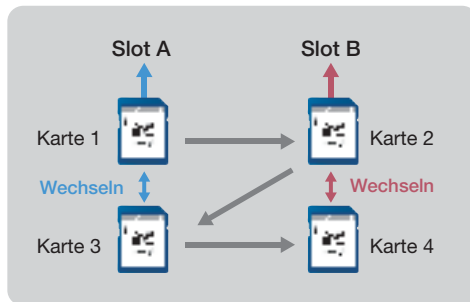 Slot A
Slot B
Karte 1
Karte 2
Wechseln
Wechseln
Karte 3
Karte 4